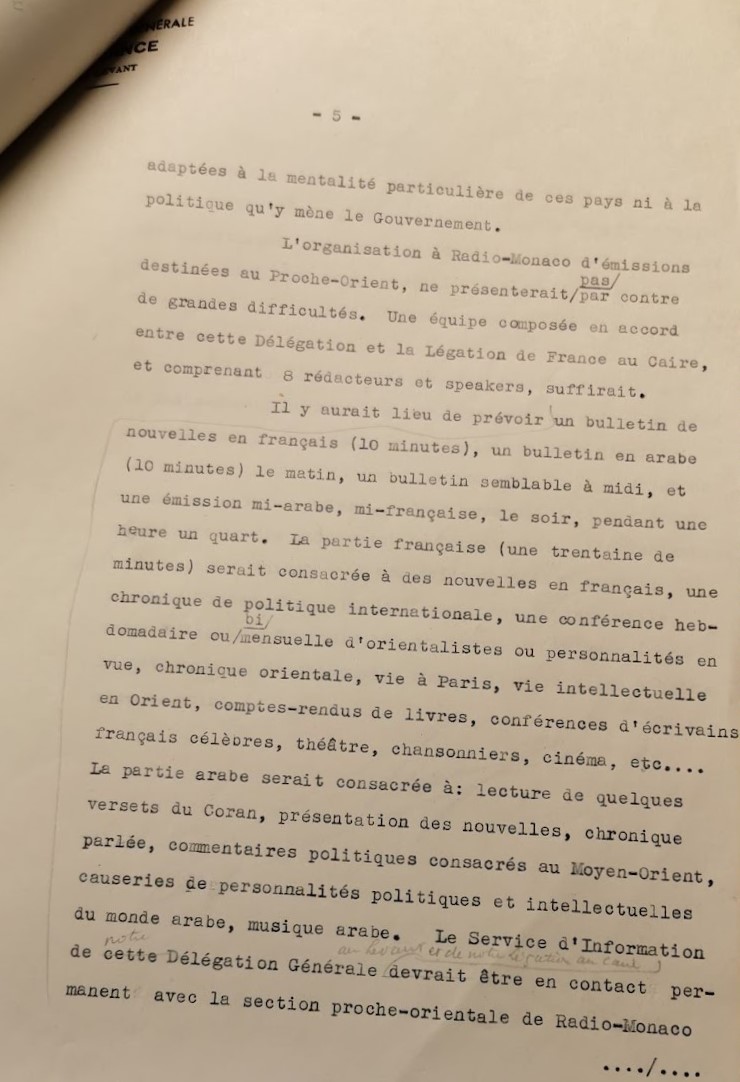 NÉRALE
NCE
VANT
- 5 -
adaptées à la mentalité particulière de ces pays ni à la
politique qu'y mène le Gouvernement.
L'organisation à Radio-Monaco d'émissions
pas/
destinées au Proche-Orient, ne présenterait/par contre
de grandes difficultés. Une équipe composée en accord
entre cette Délégation et la Légation de France au Caire,
et comprenant 8 rédacteurs et speakers, suffirait.
Il y aurait lieu de prévoir un bulletin de
nouvelles en français (10 minutes), un bulletin en arabe
(10 minutes) le matin, un bulletin semblable à midi, et
une émission mi-arabe, mi-française, le soir, pendant une
heure un quart. La partie française (une trentaine de
minutes) serait consacrée à des nouvelles en français, une
chronique de politique internationale, une conférence heb-
bi/
domadaire ou/mensuelle d'orientalistes ou personnalités en
vue, chronique orientale, vie à Paris, vie intellectuelle
en Orient, comptes-rendus de livres, conférences d'écrivains
français célèbres, théâtre, chansonniers, cinéma, etc....
La partie arabe serait consacrée à: lecture de quelques
versets du Coran, présentation des nouvelles, chronique
parlée, commentaires politiques consacrés au Moyen-Orient,
causeries de personnalités politiques et intellectuelles
du monde arabe, musique arabe. Le Service d'Information
notre au Levant et de notre Légation au Caire
de cette Délégation Générale devrait être en contact per-
manent avec la section proche-orientale de Radio-Monaco
..../....